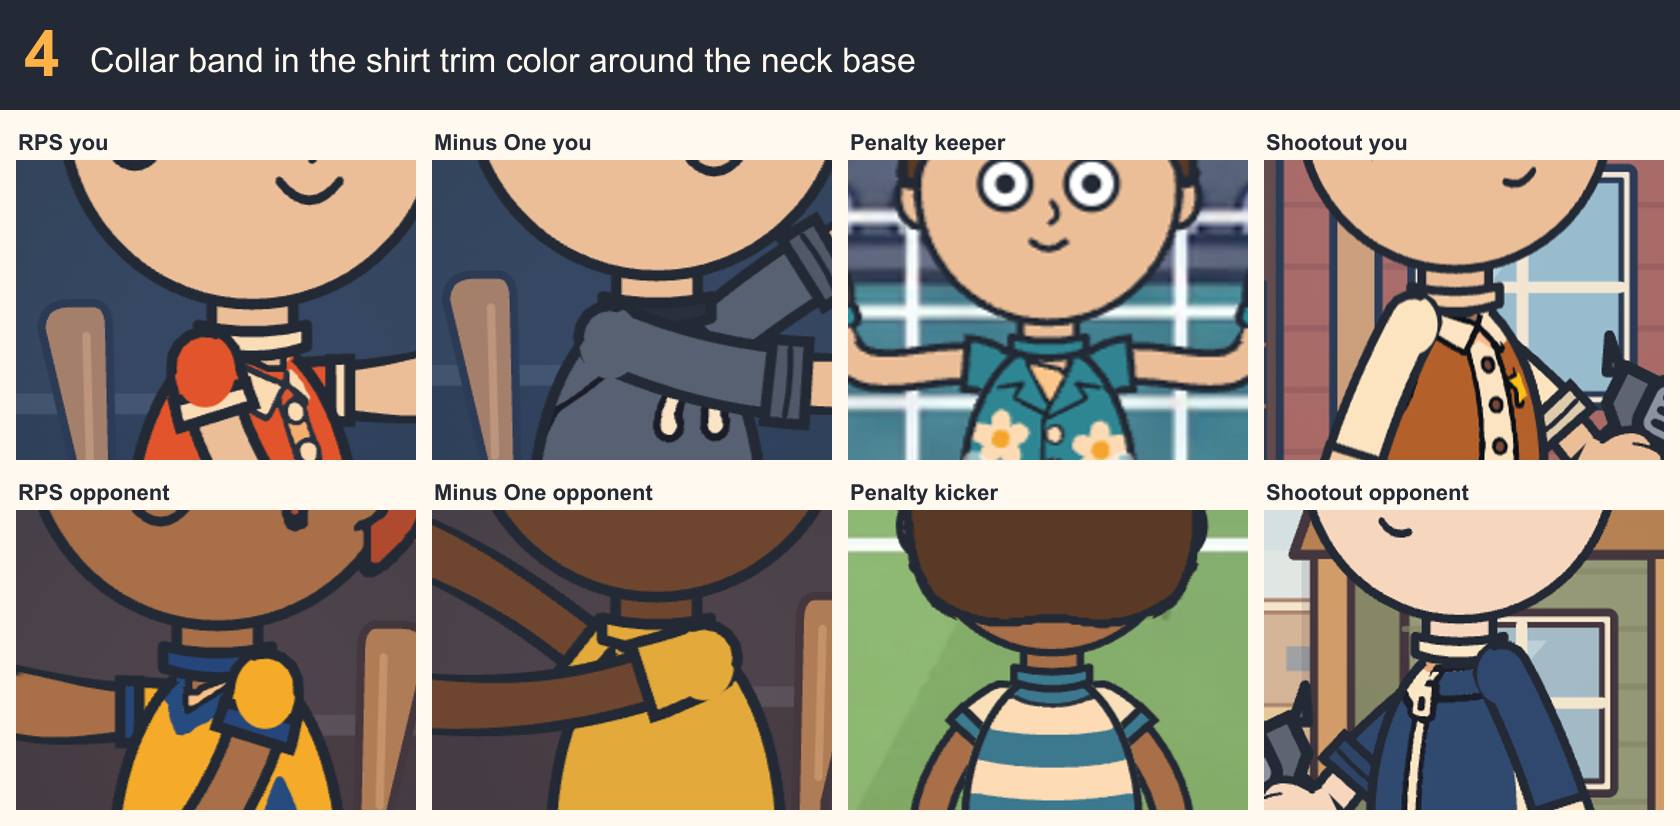 4 Collar band in the shirt trim color around the neck base
RPS you
Minus One you
Penalty keeper
Shootout you
RPS opponent
Minus One opponent
Penalty kicker
Shootout opponent